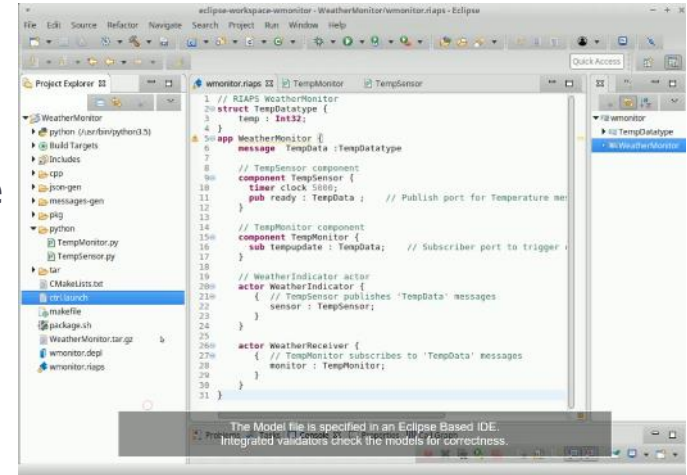 eclipse-workspace-wmonitor - WeatherMonitor/wmonitor.riaps - Eclipse
File Edit Source Refactor Navigate Search Project Run Window Help
Quick Access
Project Explorer
wmonitor.riaps TempMonitor TempSensor
WeatherMonitor
python (/usr/bin/python3.5)
Build Targets
Includes
cpp
json-gen
messages-gen
pkg
python
TempMonitor.py
TempSensor.py
tar
CMakeLists.txt
ctrl.launch
makefile
package.sh
WeatherMonitor.tar.gz
wmonitor.depl
wmonitor.riaps
1 // RIAPS WeatherMonitor
2 struct TempDatatype {
3 temp : Int32;
4 }
5 app WeatherMonitor {
6 message TempData :TempDatatype
7
8 // TempSensor component
9 component TempSensor {
10 timer clock 5000;
11 pub ready : TempData ; // Publish port for Temperature mes
12 }
13
14 // TempMonitor component
15 component TempMonitor {
16 sub tempupdate : TempData; // Subscriber port to trigger
17 }
18
19 // WeatherIndicator actor
20 actor WeatherIndicator {
21 { // TempSensor publishes 'TempData' messages
22 sensor : TempSensor;
23 }
24 }
25
26 actor WeatherReceiver {
27 { // TempMonitor subscribes to 'TempData' messages
28 monitor : TempMonitor;
29 }
30 }
31 }
wmonitor
TempDatatype
WeatherMonitor
Problems Tasks Console Properties Call Graph
The Model file is specified in an Eclipse Based IDE.
Integrated validators check the models for correctness.
e